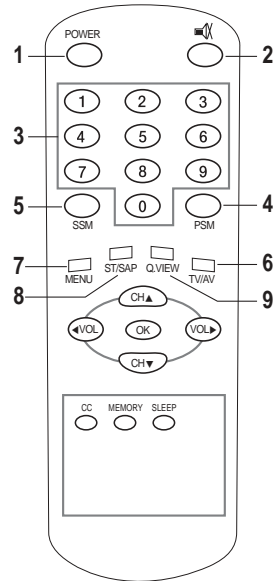 POWER
1 2
1 2 3
3
4 5 6
7 8 9
5 0 4
SSM PSM
7 6
MENU ST/SAP Q.VIEW TV/AV
8 9
CH▲
◀VOL OK VOL▶
CH▼
CC MEMORY SLEEP